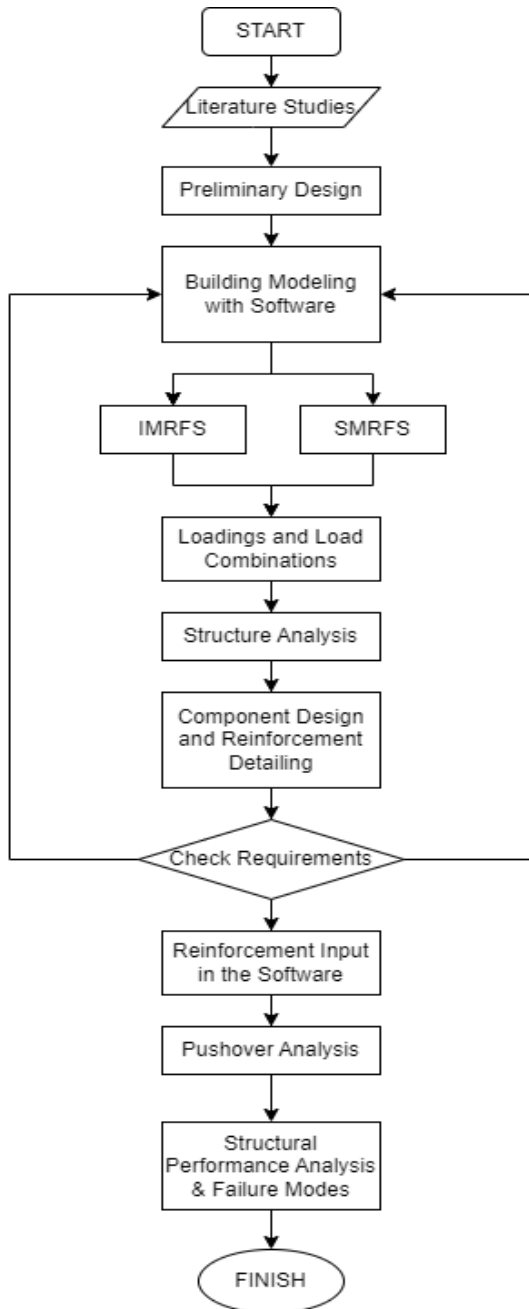 START
Literature Studies
Preliminary Design
Building Modeling
with Software
IMRFS
SMRFS
Loadings and Load
Combinations
Structure Analysis
Component Design
and Reinforcement
Detailing
Check Requirements
Reinforcement Input
in the Software
Pushover Analysis
Structural
Performance Analysis
& Failure Modes
FINISH